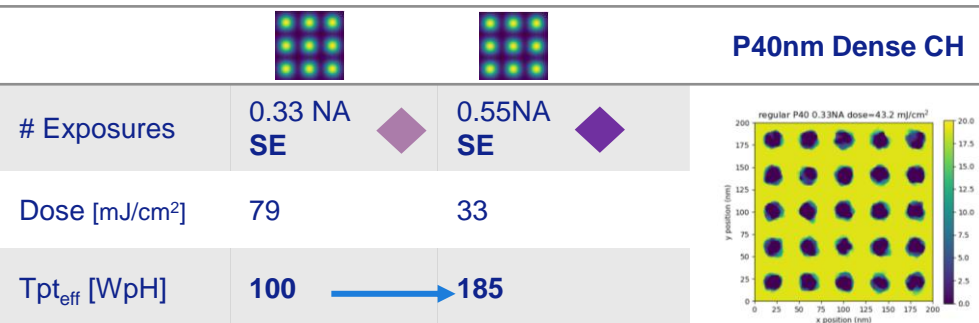 P40nm Dense CH
# Exposures
0.33 NA
SE
0.55NA
SE
Dose [mJ/cm²]
79
33
Tpt_eff [WpH]
100
185
regular P40 0.33NA dose=43.2 mJ/cm²
y position (nm)
200
175
150
125
100
75
50
25
0
0 25 50 75 100 125 150 175 200
x position (nm)
20.0
17.5
15.0
12.5
10.0
7.5
5.0
2.5
0.0